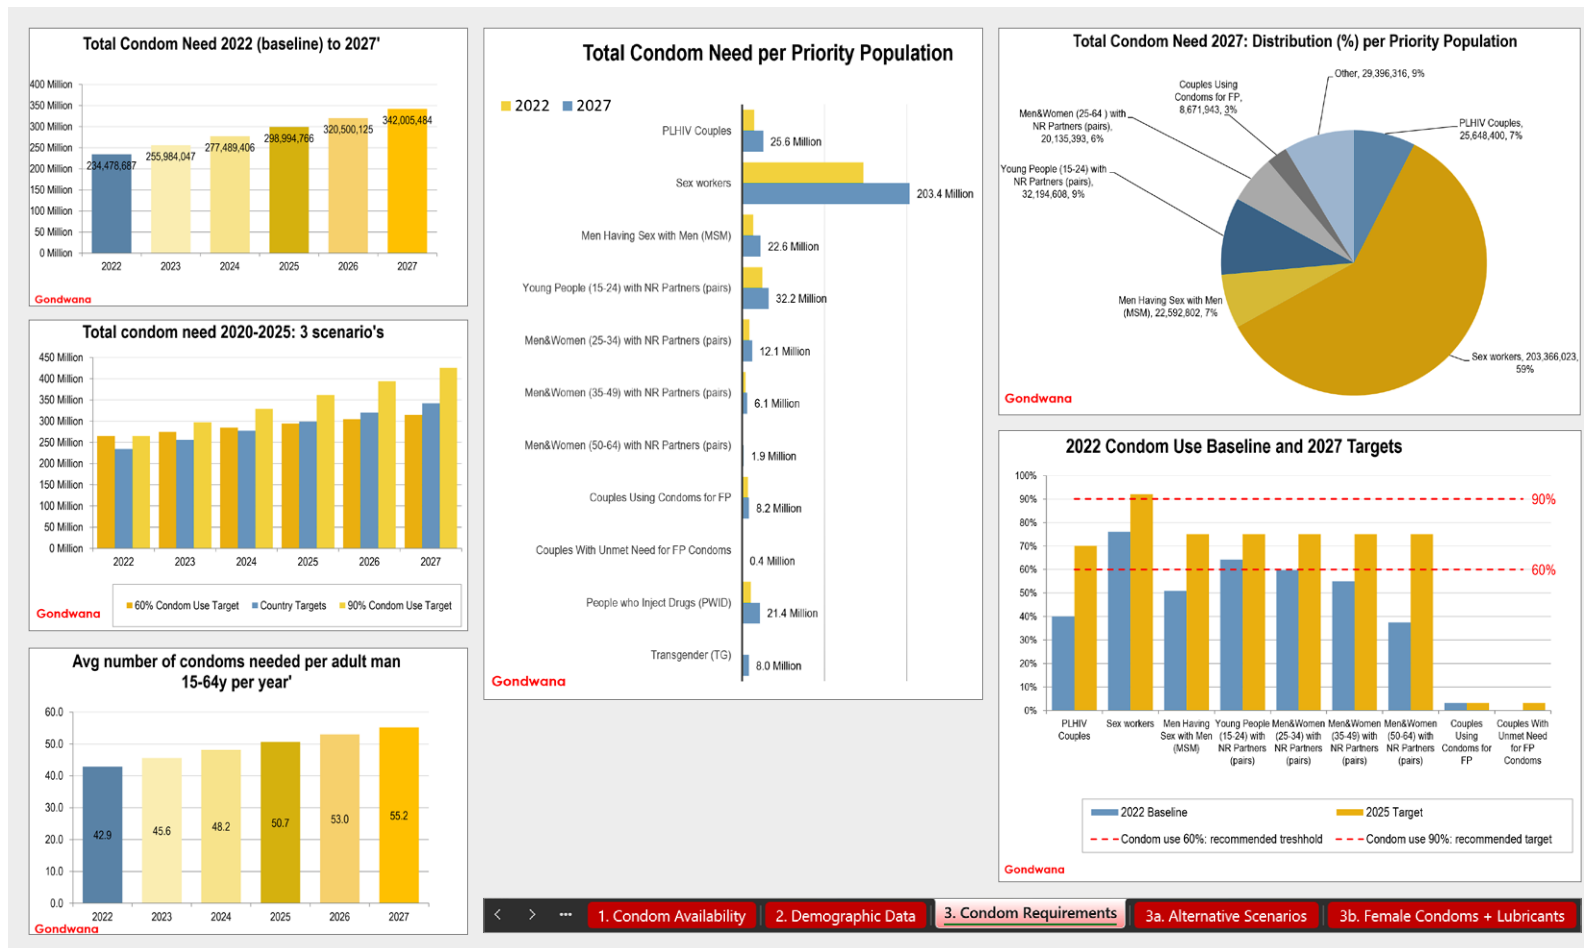 Total Condom Need 2022 (baseline) to 2027'
400 Million
350 Million
300 Million
250 Million
200 Million
150 Million
100 Million
50 Million
0 Million
234,478,687
255,984,047
277,489,406
298,994,766
320,500,125
342,005,484
2022 2023 2024 2025 2026 2027
Gondwana
Total condom need 2020-2025: 3 scenario's
450 Million
400 Million
350 Million
300 Million
250 Million
200 Million
150 Million
100 Million
50 Million
0 Million
2022 2023 2024 2025 2026 2027
60% Condom Use Target Country Targets 90% Condom Use Target
Gondwana
Avg number of condoms needed per adult man
15-64y per year'
60.0
50.0
40.0
30.0
20.0
10.0
0.0
42.9 45.6 48.2 50.7 53.0 55.2
2022 2023 2024 2025 2026 2027
Gondwana
Total Condom Need per Priority Population
2022 2027
PLHIV Couples
25.6 Million
Sex workers
203.4 Million
Men Having Sex with Men (MSM)
22.6 Million
Young People (15-24) with NR Partners (pairs)
32.2 Million
Men&Women (25-34) with NR Partners (pairs)
12.1 Million
Men&Women (35-49) with NR Partners (pairs)
6.1 Million
Men&Women (50-64) with NR Partners (pairs)
1.9 Million
Couples Using Condoms for FP
8.2 Million
Couples With Unmet Need for FP Condoms
0.4 Million
People who Inject Drugs (PWID)
21.4 Million
Transgender (TG)
8.0 Million
Gondwana
Total Condom Need 2027: Distribution (%) per Priority Population
Other, 29,396,316, 9%
Couples Using
Condoms for FP,
8,671,943, 3%
Men&Women (25-64 ) with
NR Partners (pairs),
20,135,393, 6%
PLHIV Couples,
25,648,400, 7%
Young People (15-24) with
NR Partners (pairs),
32,194,608, 9%
Men Having Sex with Men
(MSM), 22,592,802, 7%
Sex workers, 203,366,023,
59%
Gondwana
2022 Condom Use Baseline and 2027 Targets
100%
90%
80%
70%
60%
50%
40%
30%
20%
10%
0%
90%
60%
PLHIV
Couples
Sex workers
Men Having
Sex with Men
(MSM)
Young People
(15-24) with
NR Partners
(pairs)
Men&Women
(25-34) with
NR Partners
(pairs)
Men&Women
(35-49) with
NR Partners
(pairs)
Men&Women
(50-64) with
NR Partners
(pairs)
Couples
Using
Condoms for
FP
Couples With
Unmet Need
for FP
Condoms
2022 Baseline 2025 Target
Condom use 60%: recommended treshhold Condom use 90%: recommended target
Gondwana
1. Condom Availability 2. Demographic Data 3. Condom Requirements 3a. Alternative Scenarios 3b. Female Condoms + Lubricants